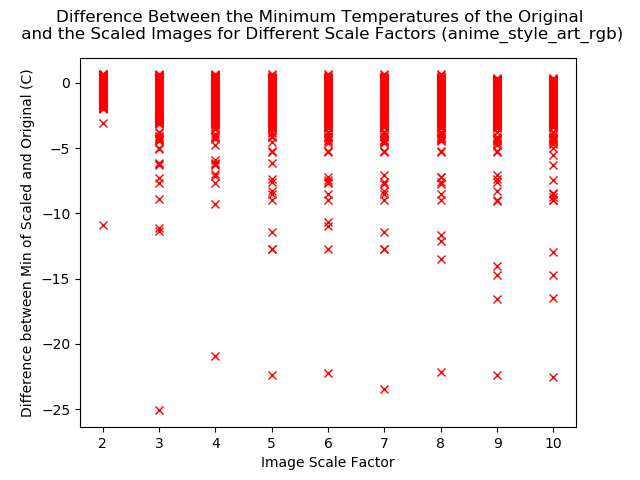 Difference Between the Minimum Temperatures of the Original
and the Scaled Images for Different Scale Factors (anime_style_art_rgb)
Difference between Min of Scaled and Original (C)
0
−5
−10
−15
−20
−25
2 3 4 5 6 7 8 9 10
Image Scale Factor